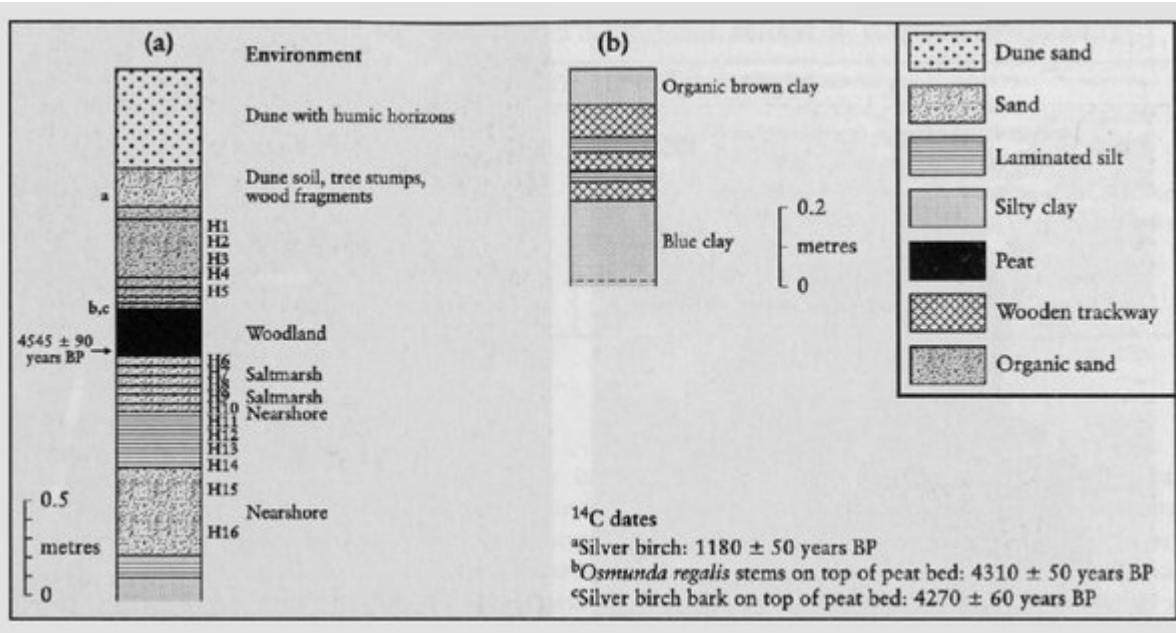 (a)
Environment
Dune with humic horizons
Dune soil, tree stumps,
wood fragments
a
H1
H2
H3
H4
H5
b,c
Woodland
4545 ± 90
years BP
H6
H7
Saltmarsh
H8
H9
Saltmarsh
H10
Nearshore
H11
H12
H13
H14
H15
Nearshore
H16
0.5
metres
0
(b)
Organic brown clay
Blue clay
0.2
metres
0
Dune sand
Sand
Laminated silt
Silty clay
Peat
Wooden trackway
Organic sand
¹⁴C dates
ᵃSilver birch: 1180 ± 50 years BP
ᵇOsmunda regalis stems on top of peat bed: 4310 ± 50 years BP
ᶜSilver birch bark on top of peat bed: 4270 ± 60 years BP